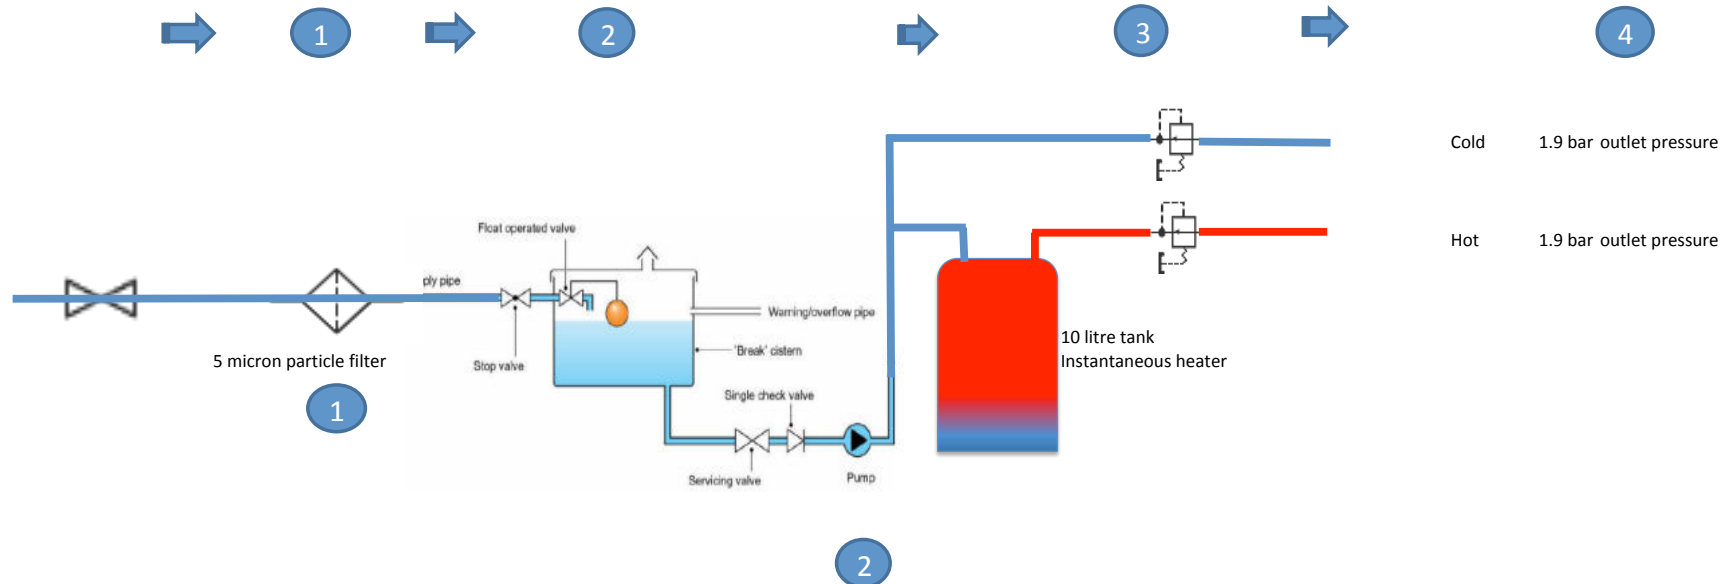 1
2
3
4
Cold 1.9 bar outlet pressure
Float operated valve
Hot 1.9 bar outlet pressure
ply pipe
Warning/overflow pipe
10 litre tank
Instantaneous heater
'Break' cistern
5 micron particle filter
Stop valve
Single check valve
1
Servicing valve
Pump
2